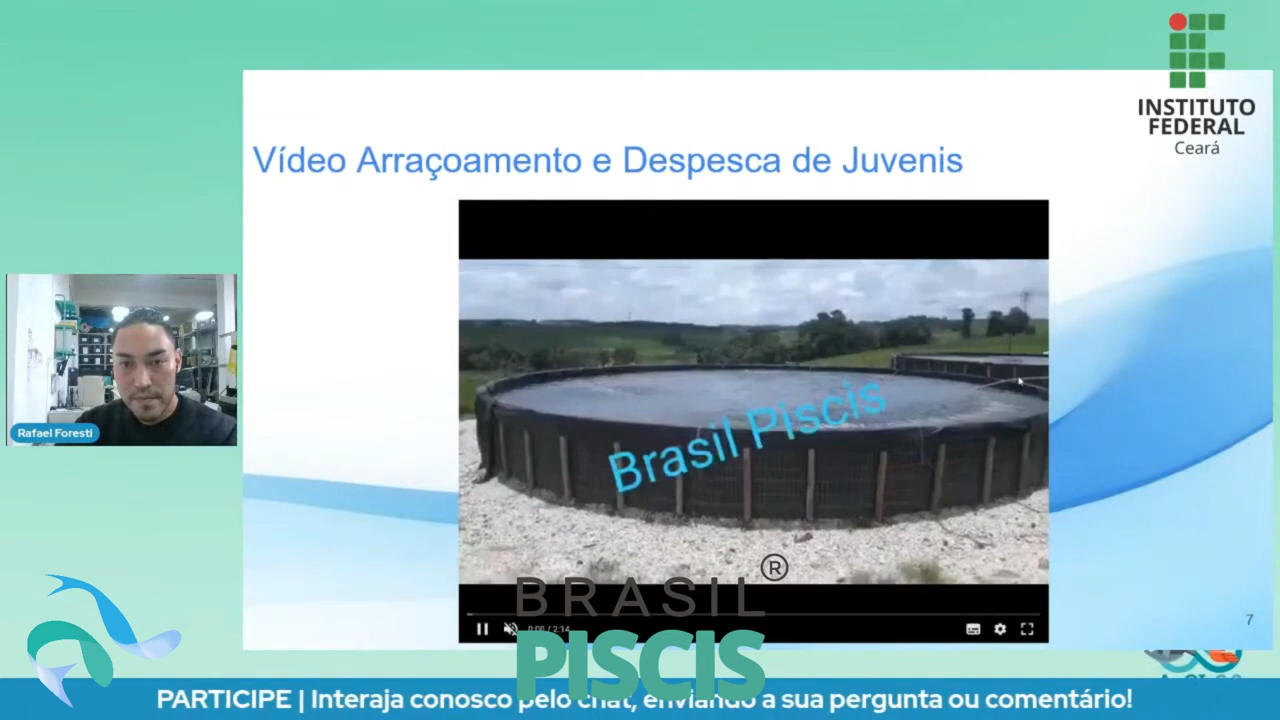 INSTITUTO
FEDERAL
Ceará
Vídeo Arraçoamento e Despesca de Juvenis
Brasil Piscis
Rafael Foresti
BRASIL ®
PISCIS
7
PARTICIPE | Interaja conosco pelo chat, enviando a sua pergunta ou comentário!